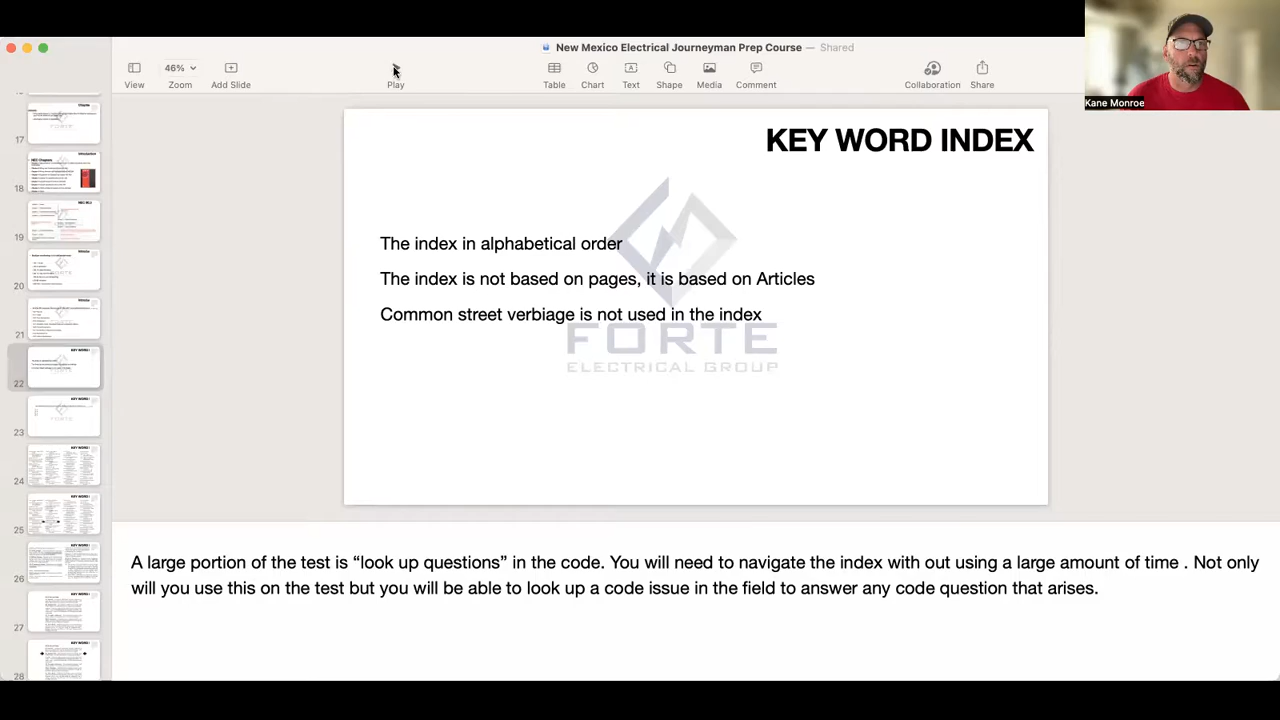 New Mexico Electrical Journeyman Prep Course — Shared
46%
View
Zoom
Add Slide
Play
Table
Chart
Text
Shape
Media
Comment
Collaboration
Share
Kane Monroe
17
18
19
20
21
22
23
24
25
26
27
28
KEY WORD INDEX
The index in alphabetical order
The index is not based on pages, it is based on Articles
Common street verbiage is not used in the index
FORTE
ELECTRICAL GROUP
A large portion of the test is “look up questions” in the code. You will need to navigate the index with out using a large amount of time . Not only
will you use this on the test but you will be able to look up a code issue in the field to answer any code question that arises.